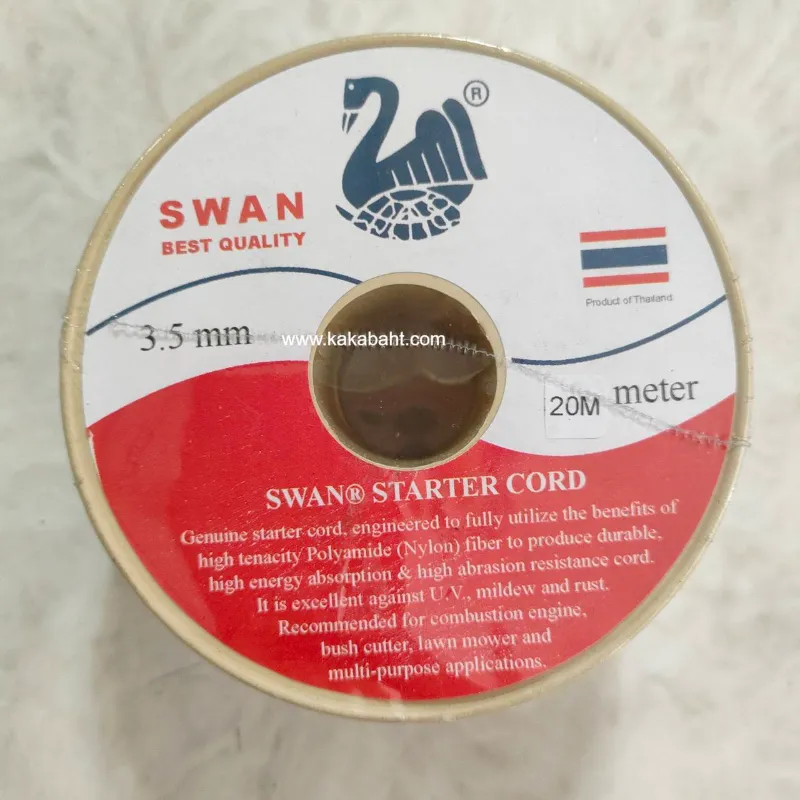 ®
SWAN
BEST QUALITY
Product of Thailand
3.5 mm
www.kakabaht.com
20M meter
SWAN® STARTER CORD
Genuine starter cord, engineered to fully utilize the benefits of
high tenacity Polyamide (Nylon) fiber to produce durable,
high energy absorption & high abrasion resistance cord.
It is excellent against U.V., mildew and rust.
Recommended for combustion engine,
bush cutter, lawn mower and
multi-purpose applications.